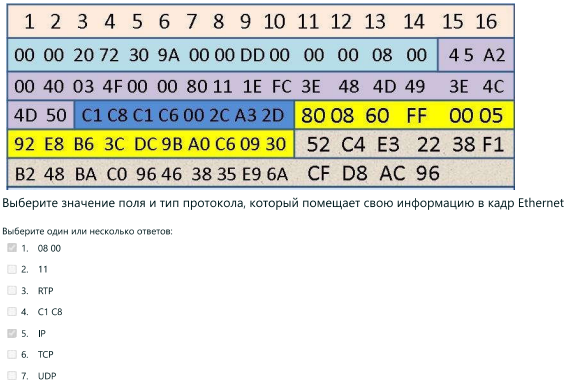 1 2 3 4 5 6 7 8 9 10 11 12 13 14 15 16
00 00 20 72 30 9A 00 00 DD 00 00 00 08 00 4 5 A2
00 40 03 4F 00 00 80 11 1E FC 3E 48 4D 49 3E 4C
4D 50 C1 C8 C1 C6 00 2C A3 2D 80 08 60 FF 00 05
92 E8 B6 3C DC 9B A0 C6 09 30 52 C4 E3 22 38 F1
B2 48 BA C0 96 46 38 35 E9 6A CF D8 AC 96
Выберите значение поля и тип протокола, который помещает свою информацию в кадр Ethernet
Выберите один или несколько ответов:
1. 08 00
2. 11
3. RTP
4. C1 C8
5. IP
6. TCP
7. UDP